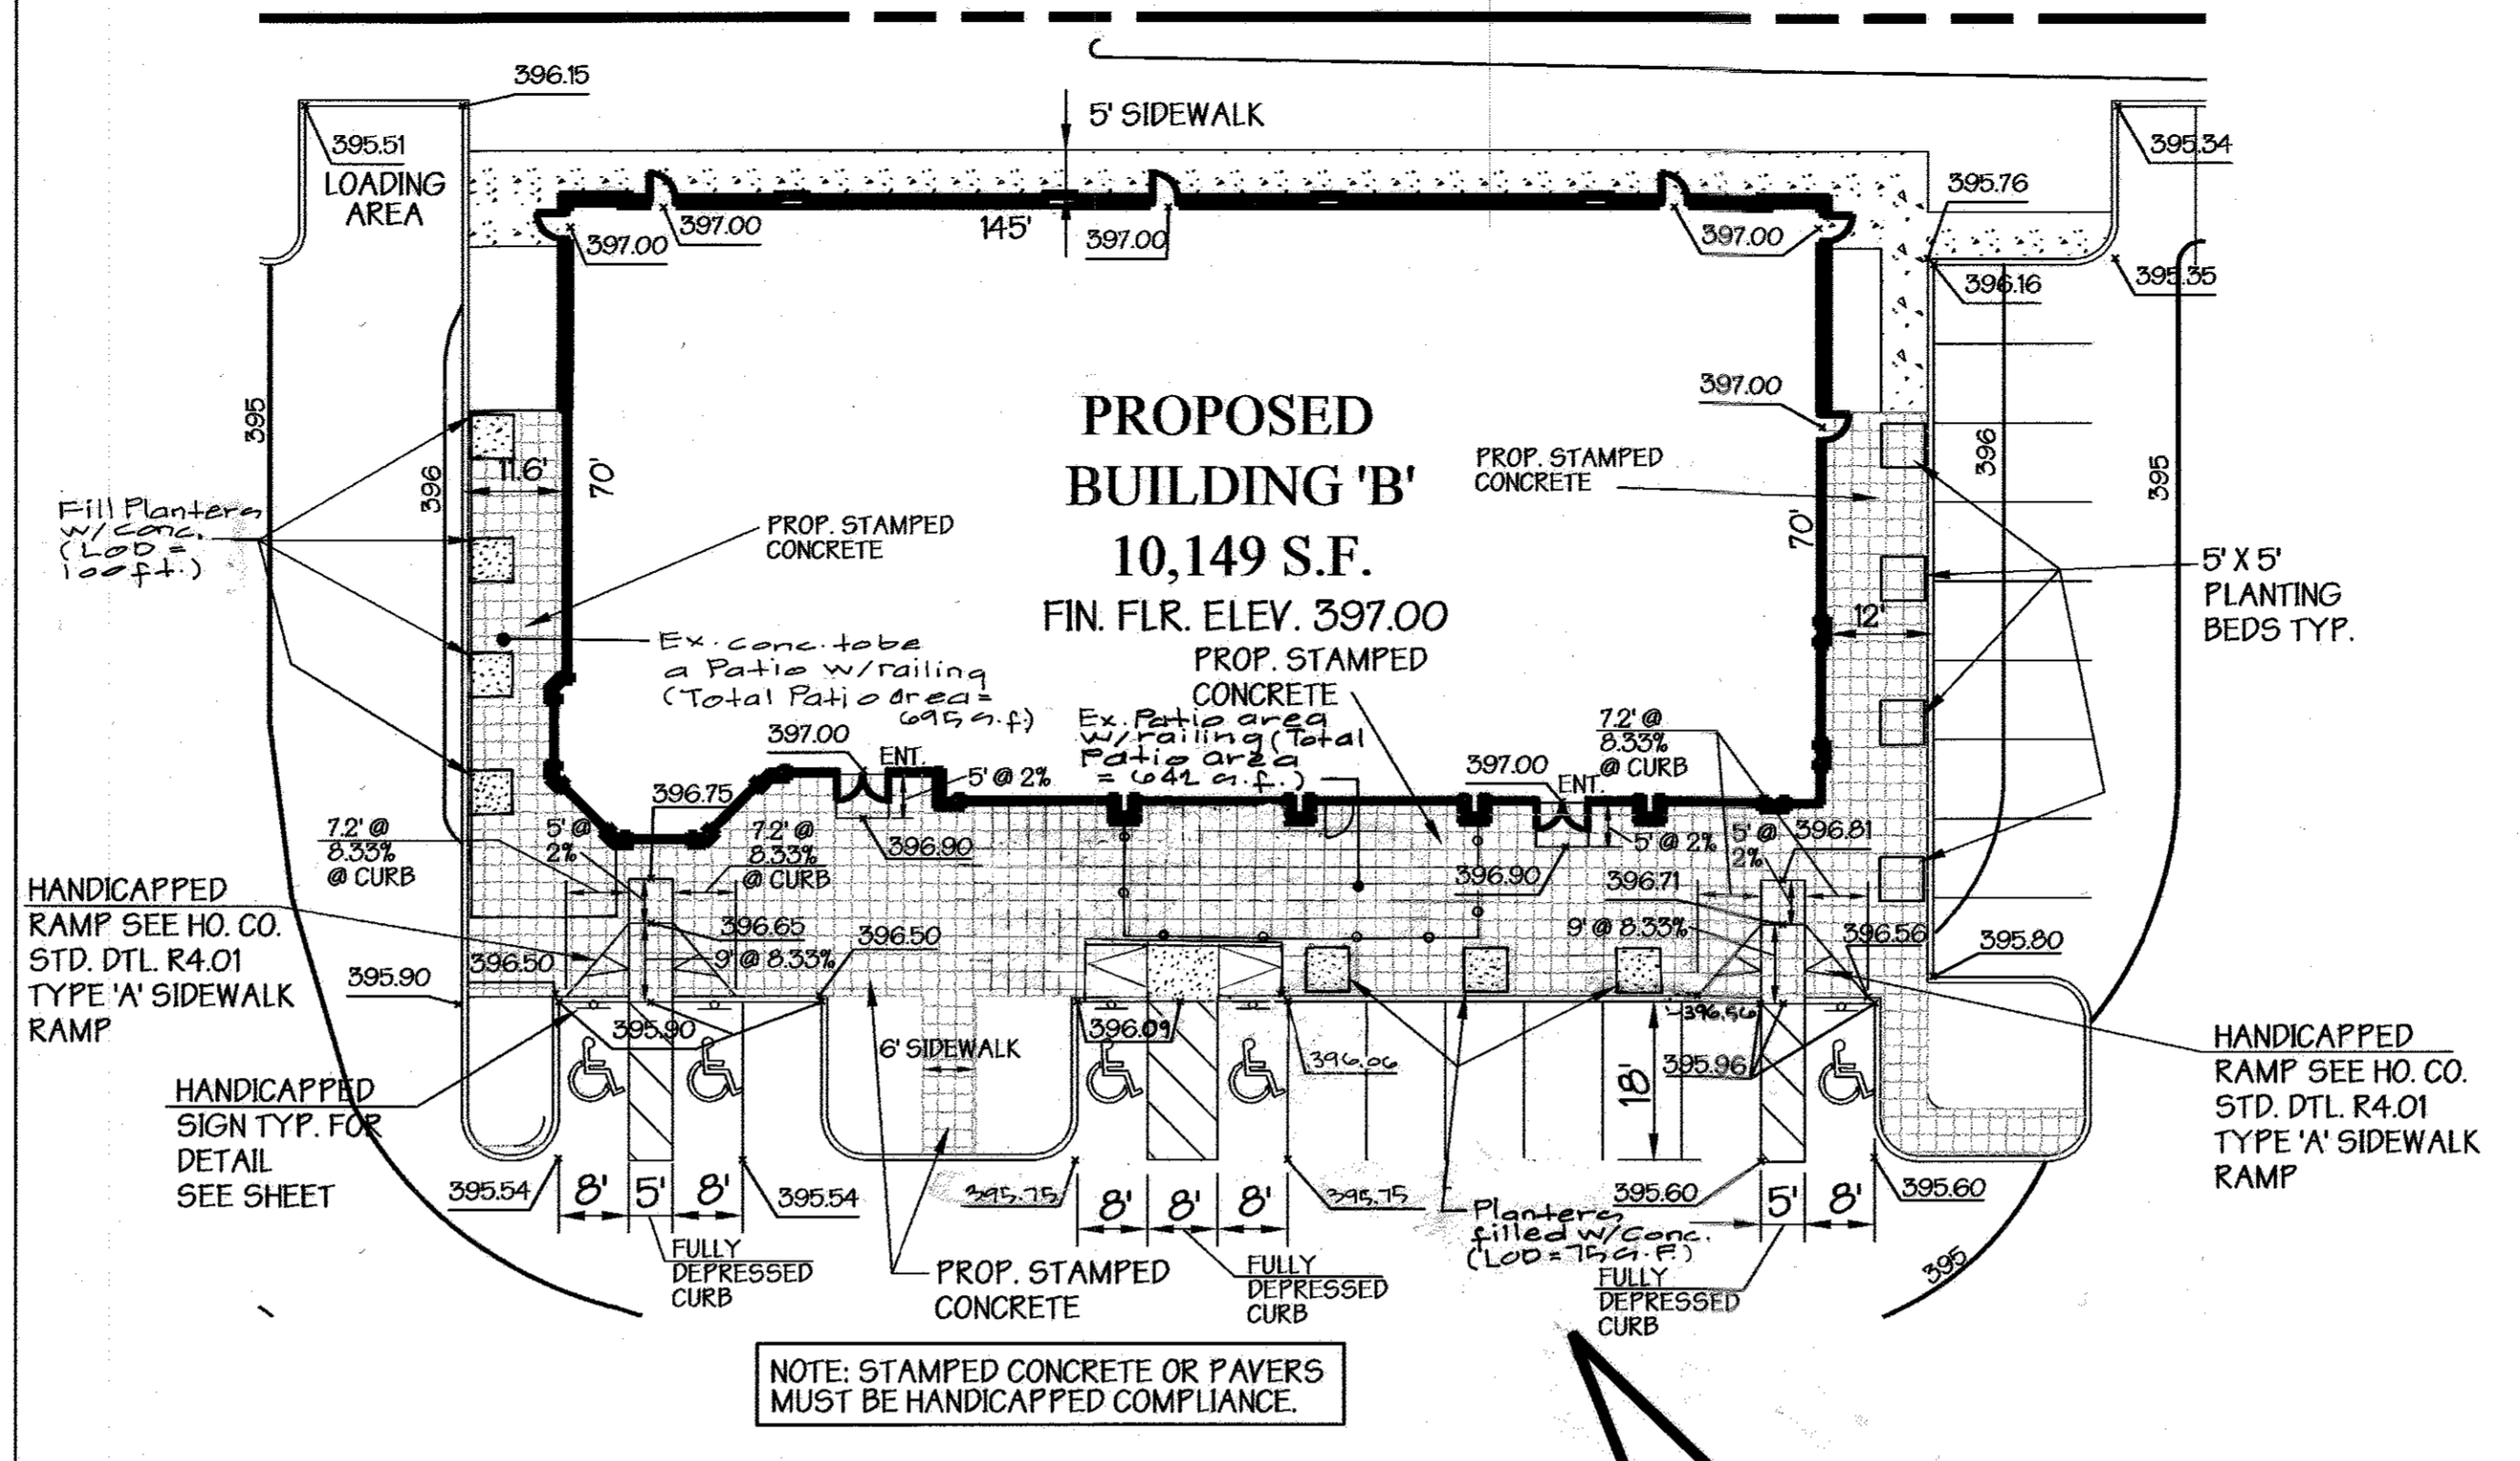 396.15
5' SIDEWALK
395.51
LOADING
AREA
395.34
395.76
397.00
397.00
145'
397.00
397.00
396.16
395.35
395
396
11.6'
70'
PROPOSED
BUILDING 'B'
10,149 S.F.
FIN. FLR. ELEV. 397.00
397.00
PROP. STAMPED
CONCRETE
396
395
70'
12'
Fill Planters
w/ conc.
(LOD =
100 ft.)
PROP. STAMPED
CONCRETE
5' X 5'
PLANTING
BEDS TYP.
Ex. conc. to be
a Patio w/railing
(Total Patio area=
695 s.f)
PROP. STAMPED
CONCRETE
Ex. Patio area
w/railing (Total
Patio area
= 642 s.f.)
397.00
ENT.
5' @ 2%
396.75
397.00
ENT.
7.2' @
8.33%
@ CURB
7.2' @
8.33%
@ CURB
5' @
2%
7.2' @
8.33%
@ CURB
396.90
396.90
5' @ 2%
5' @
2%
396.81
396.71
HANDICAPPED
RAMP SEE HO. CO.
STD. DTL. R4.01
TYPE 'A' SIDEWALK
RAMP
395.90
396.50
396.65
9' @ 8.33%
396.50
9' @ 8.33%
396.56
395.80
395.90
6' SIDEWALK
396.09
396.06
396.56
395.96
18'
HANDICAPPED
SIGN TYP. FOR
DETAIL
SEE SHEET
HANDICAPPED
RAMP SEE HO. CO.
STD. DTL. R4.01
TYPE 'A' SIDEWALK
RAMP
395.54
8' 5' 8'
395.54
395.75
8' 8' 8'
395.75
395.60
5' 8'
395.60
Planters
filled w/conc.
(LOD = 75 s.F.)
FULLY
DEPRESSED
CURB
PROP. STAMPED
CONCRETE
FULLY
DEPRESSED
CURB
FULLY
DEPRESSED
CURB
395
NOTE: STAMPED CONCRETE OR PAVERS
MUST BE HANDICAPPED COMPLIANCE.